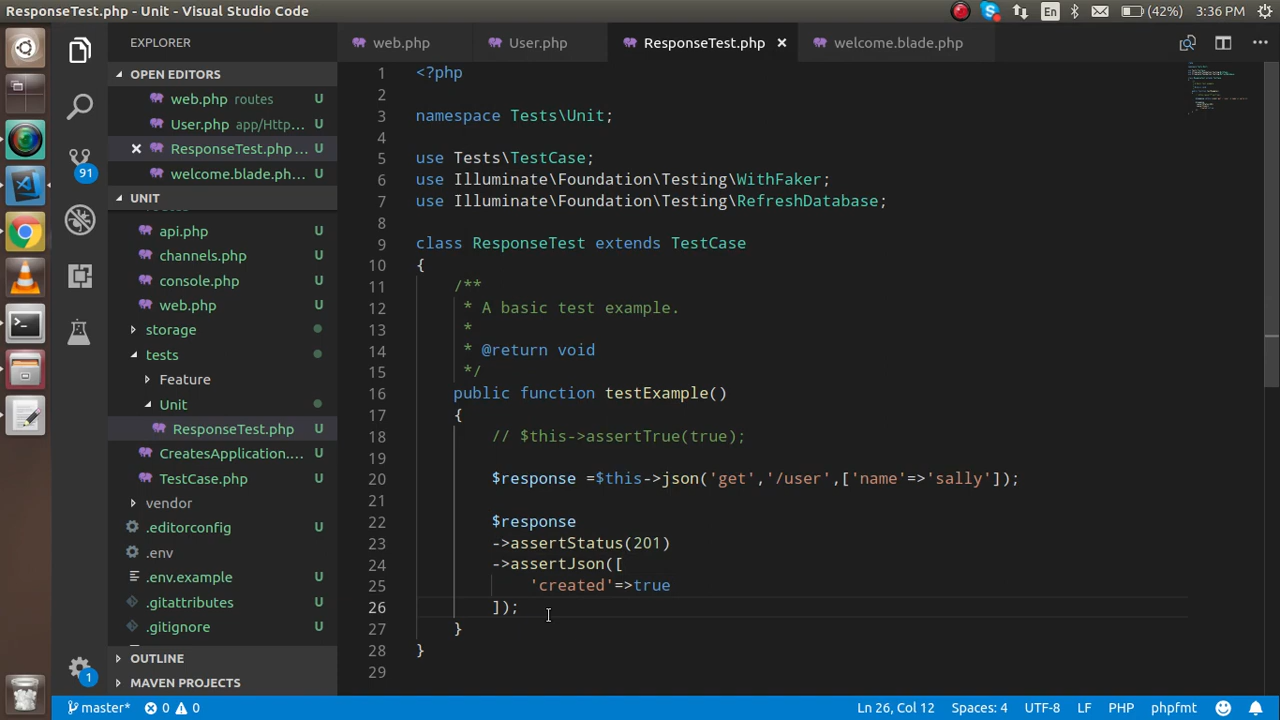 ResponseTest.php - Unit - Visual Studio Code
En
(42%)
3:36 PM
EXPLORER
web.php
User.php
ResponseTest.php ×
welcome.blade.php
OPEN EDITORS
web.php routes U
User.php app/Http... U
× ResponseTest.php ... U
welcome.blade.ph... U
UNIT
api.php U
channels.php U
console.php U
web.php U
storage
tests
Feature
Unit
ResponseTest.php U
CreatesApplication.... U
TestCase.php U
vendor
.editorconfig U
.env
.env.example U
.gitattributes U
.gitignore U
OUTLINE
MAVEN PROJECTS
91
1
1 <?php
2
3 namespace Tests\Unit;
4
5 use Tests\TestCase;
6 use Illuminate\Foundation\Testing\WithFaker;
7 use Illuminate\Foundation\Testing\RefreshDatabase;
8
9 class ResponseTest extends TestCase
10 {
11 /**
12 * A basic test example.
13 *
14 * @return void
15 */
16 public function testExample()
17 {
18 // $this->assertTrue(true);
19
20 $response =$this->json('get','/user',['name'=>'sally']);
21
22 $response
23 ->assertStatus(201)
24 ->assertJson([
25 'created'=>true
26 ]);
27 }
28 }
29
master*
0
0
Ln 26, Col 12
Spaces: 4
UTF-8
LF
PHP
phpfmt